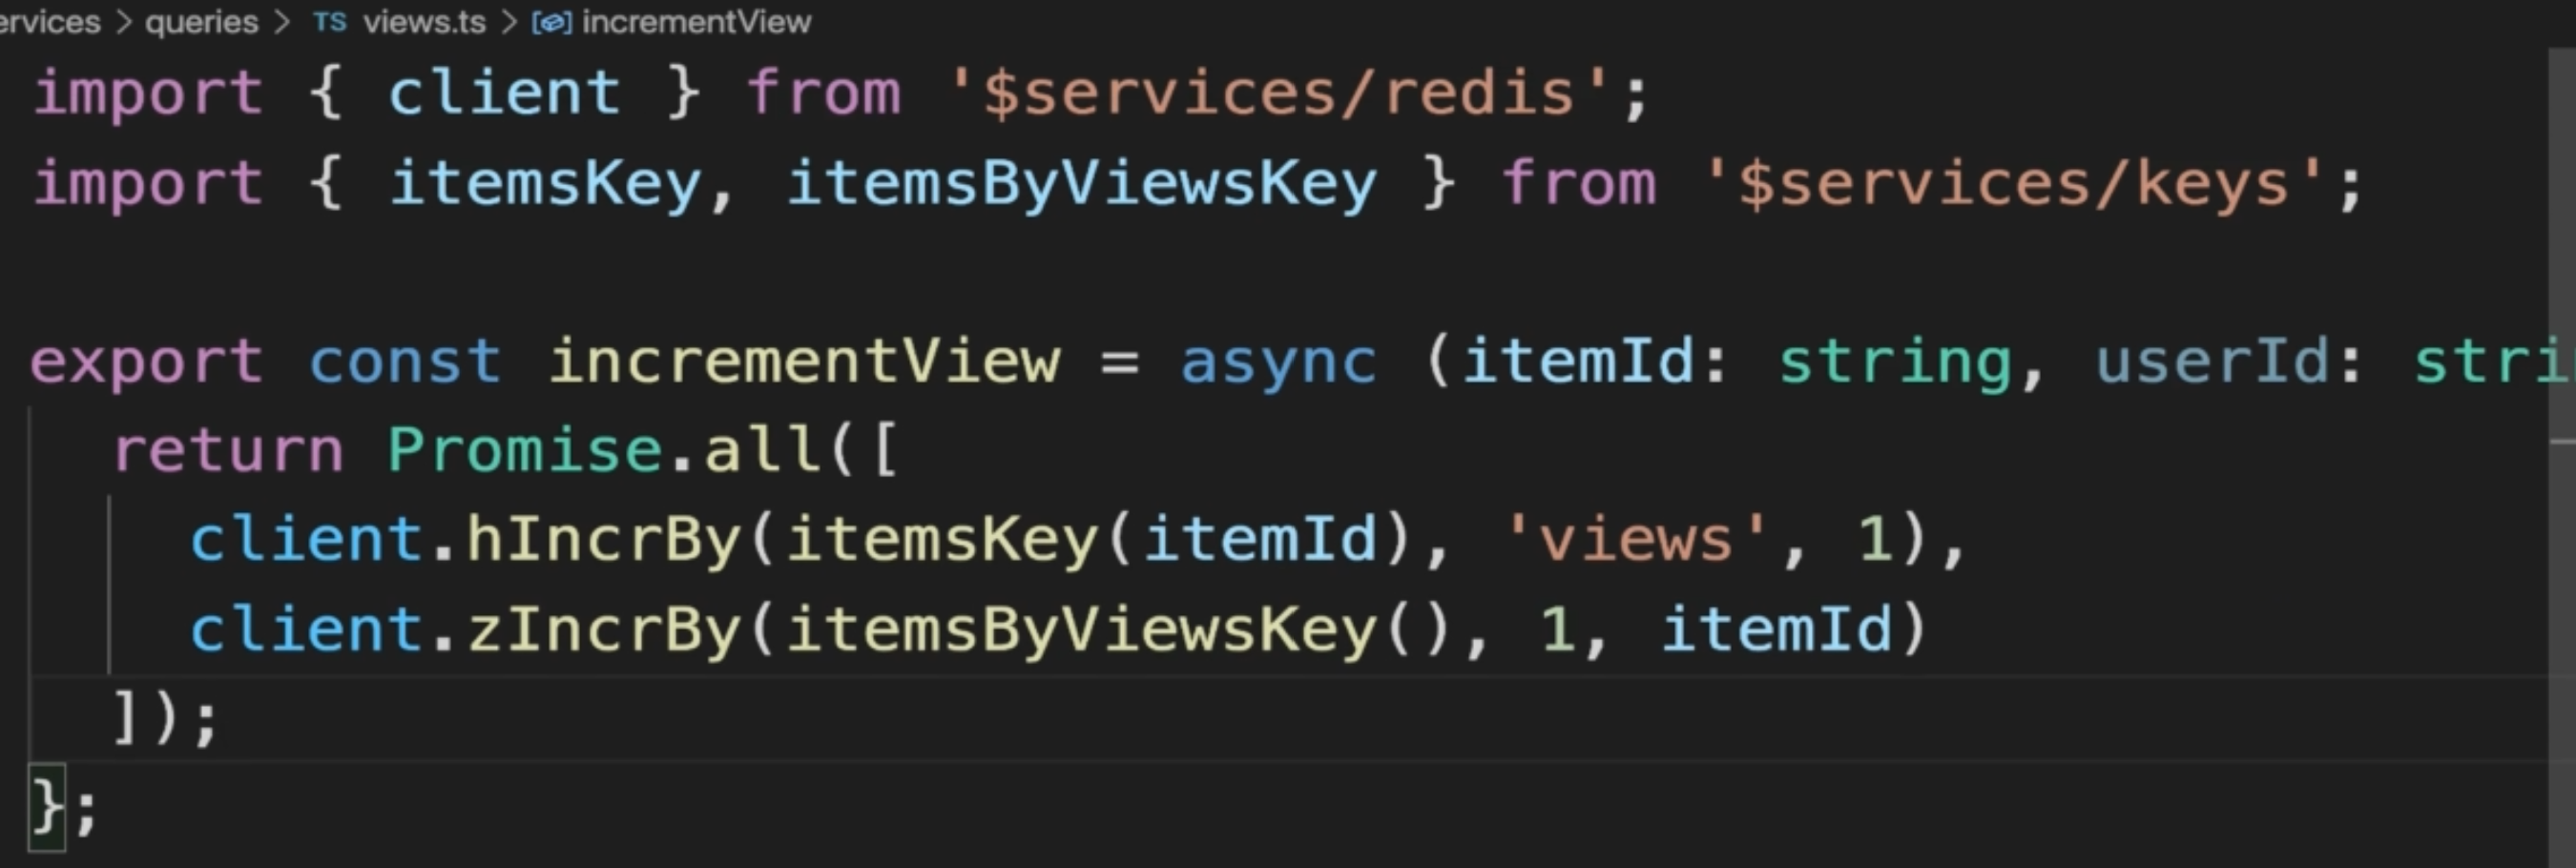 ervices > queries > TS views.ts > incrementView
import { client } from '$services/redis';
import { itemsKey, itemsByViewsKey } from '$services/keys';
export const incrementView = async (itemId: string, userId: stri
return Promise.all([
client.hIncrBy(itemsKey(itemId), 'views', 1),
client.zIncrBy(itemsByViewsKey(), 1, itemId)
]);
};